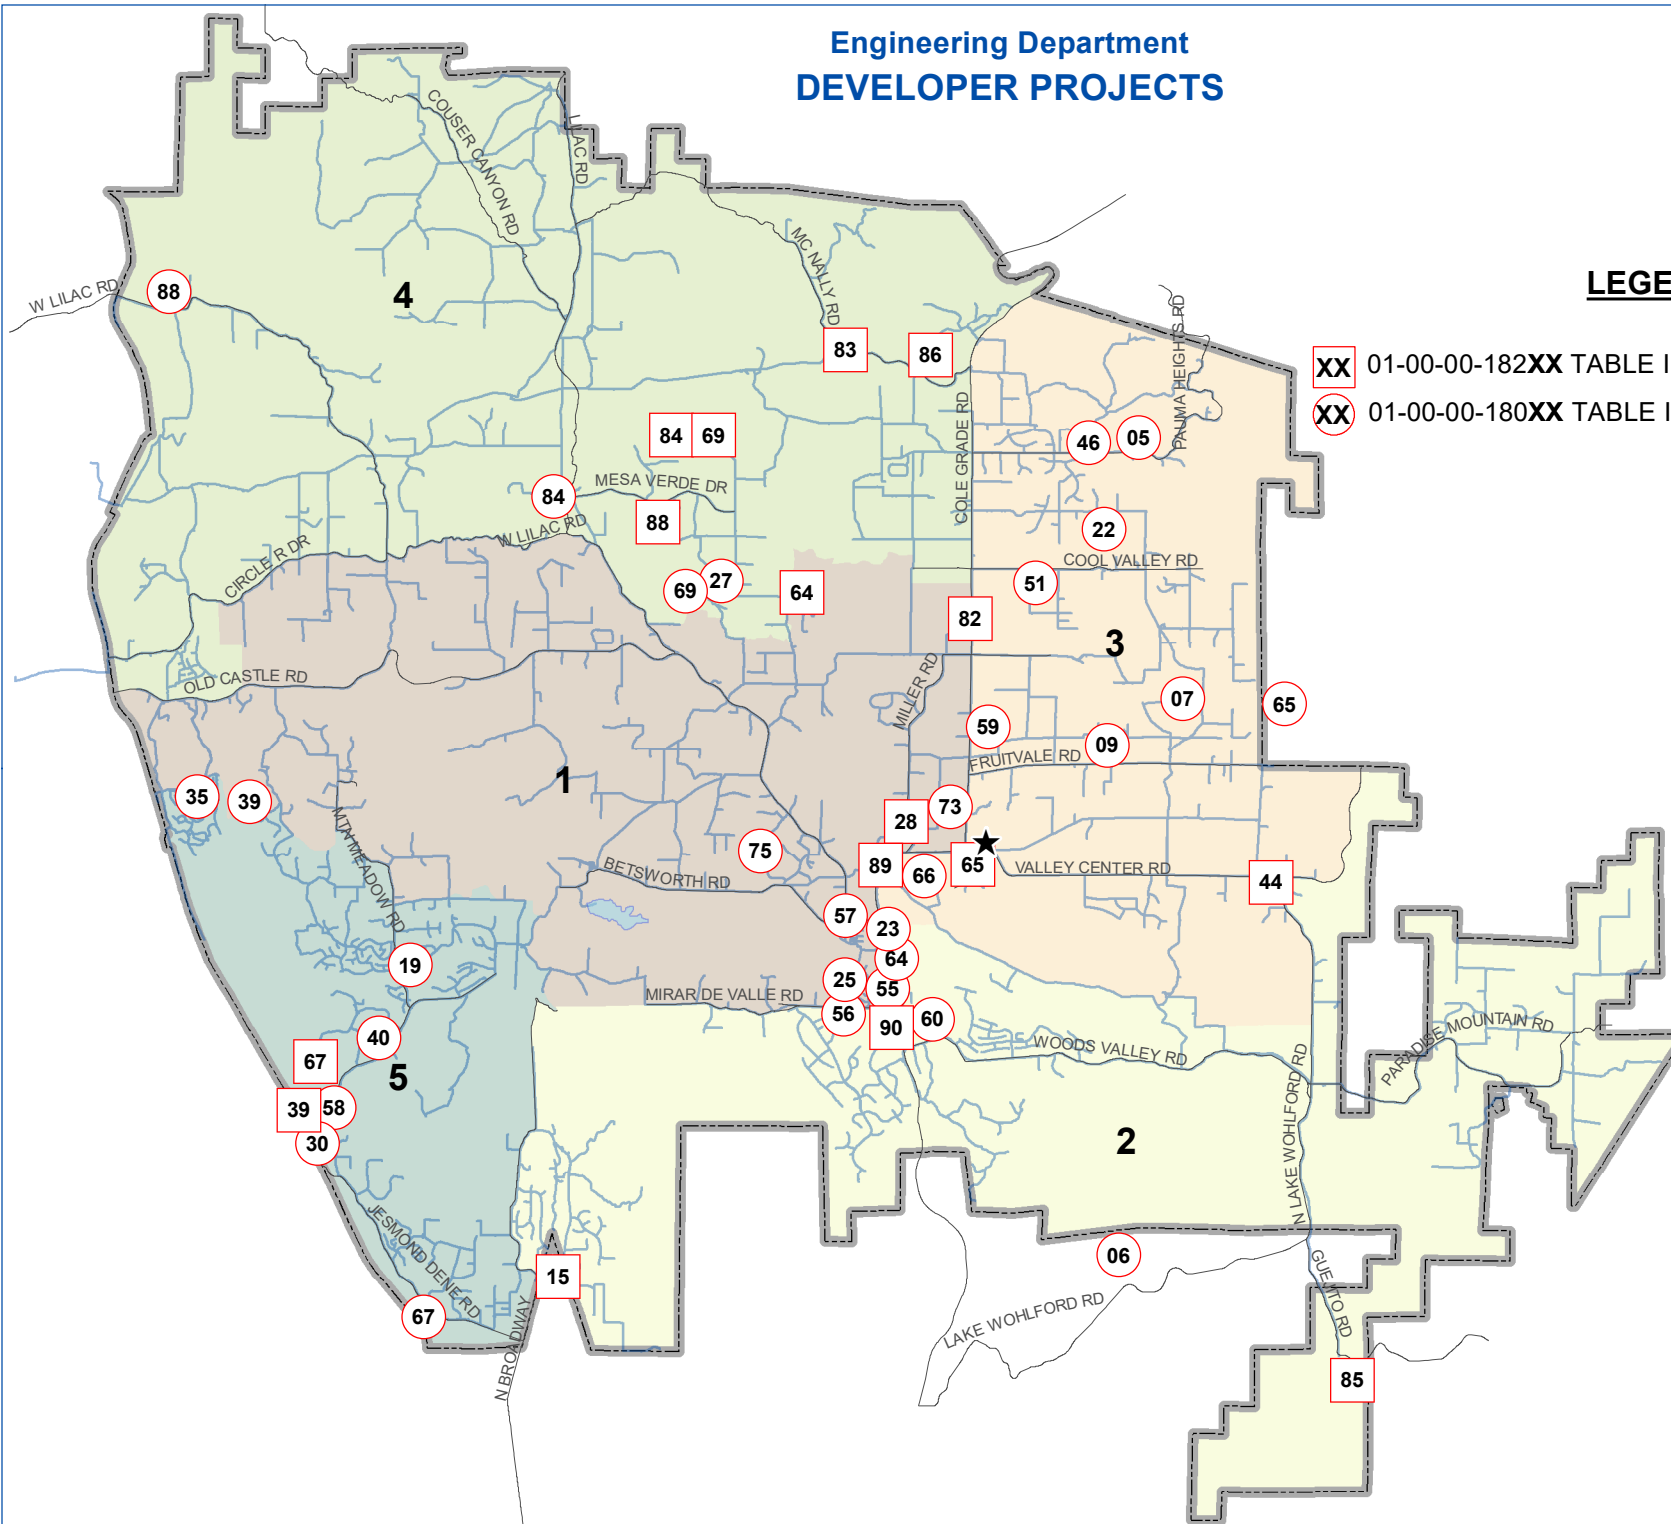 Engineering Department
DEVELOPER PROJECTS
COUSER CANYON RD
LILAC RD
MC NALLY RD
W LILAC RD
88
4
LEGE
PAUMA HEIGHTS RD
83
86
XX 01-00-00-182XX TABLE I
XX 01-00-00-180XX TABLE I
84
69
46
05
COLE GRADE RD
MESA VERDE DR
84
88
W LILAC RD
22
CIRCLE R DR
COOL VALLEY RD
69
27
64
51
82
3
OLD CASTLE RD
MILLER RD
07
65
59
09
FRUITVALE RD
1
35
39
MTN MEADOW RD
28
73
75
BETSWORTH RD
89
66
65
VALLEY CENTER RD
44
57
23
64
19
25
55
MIRAR DE VALLE RD
56
90
60
40
67
5
WOODS VALLEY RD
PARADISE MOUNTAIN RD
39
58
30
2
N LAKE WOHLFORD RD
JESMOND DENE RD
15
06
67
N BROADWAY
LAKE WOHLFORD RD
GUEJITO RD
85